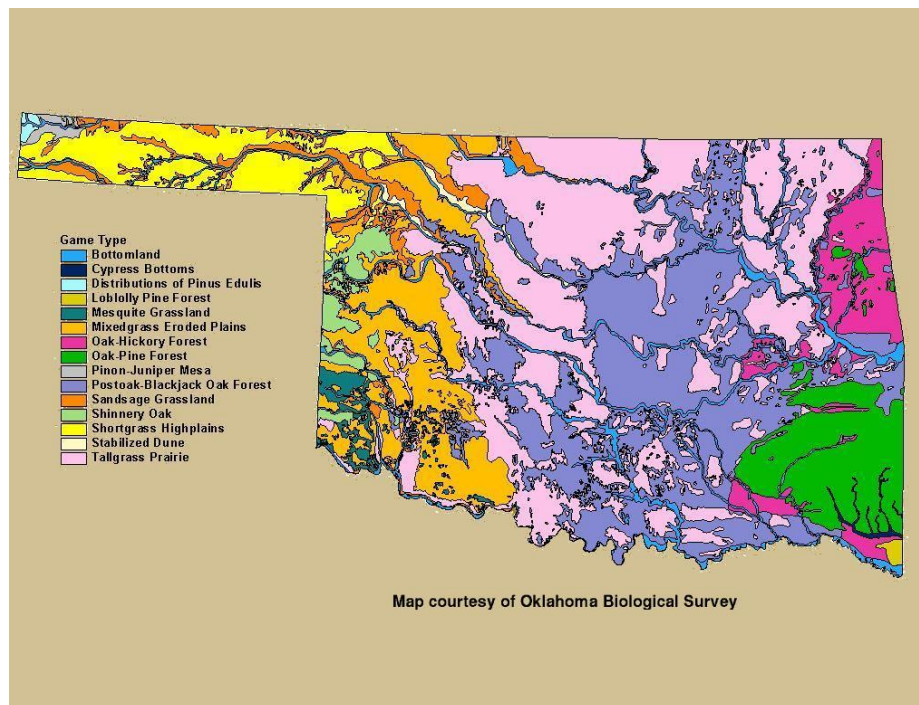 Game Type
Bottomland
Cypress Bottoms
Distributions of Pinus Edulis
Loblolly Pine Forest
Mesquite Grassland
Mixedgrass Eroded Plains
Oak-Hickory Forest
Oak-Pine Forest
Pinon-Juniper Mesa
Postoak-Blackjack Oak Forest
Sandsage Grassland
Shinnery Oak
Shortgrass Highplains
Stabilized Dune
Tallgrass Prairie
Map courtesy of Oklahoma Biological Survey